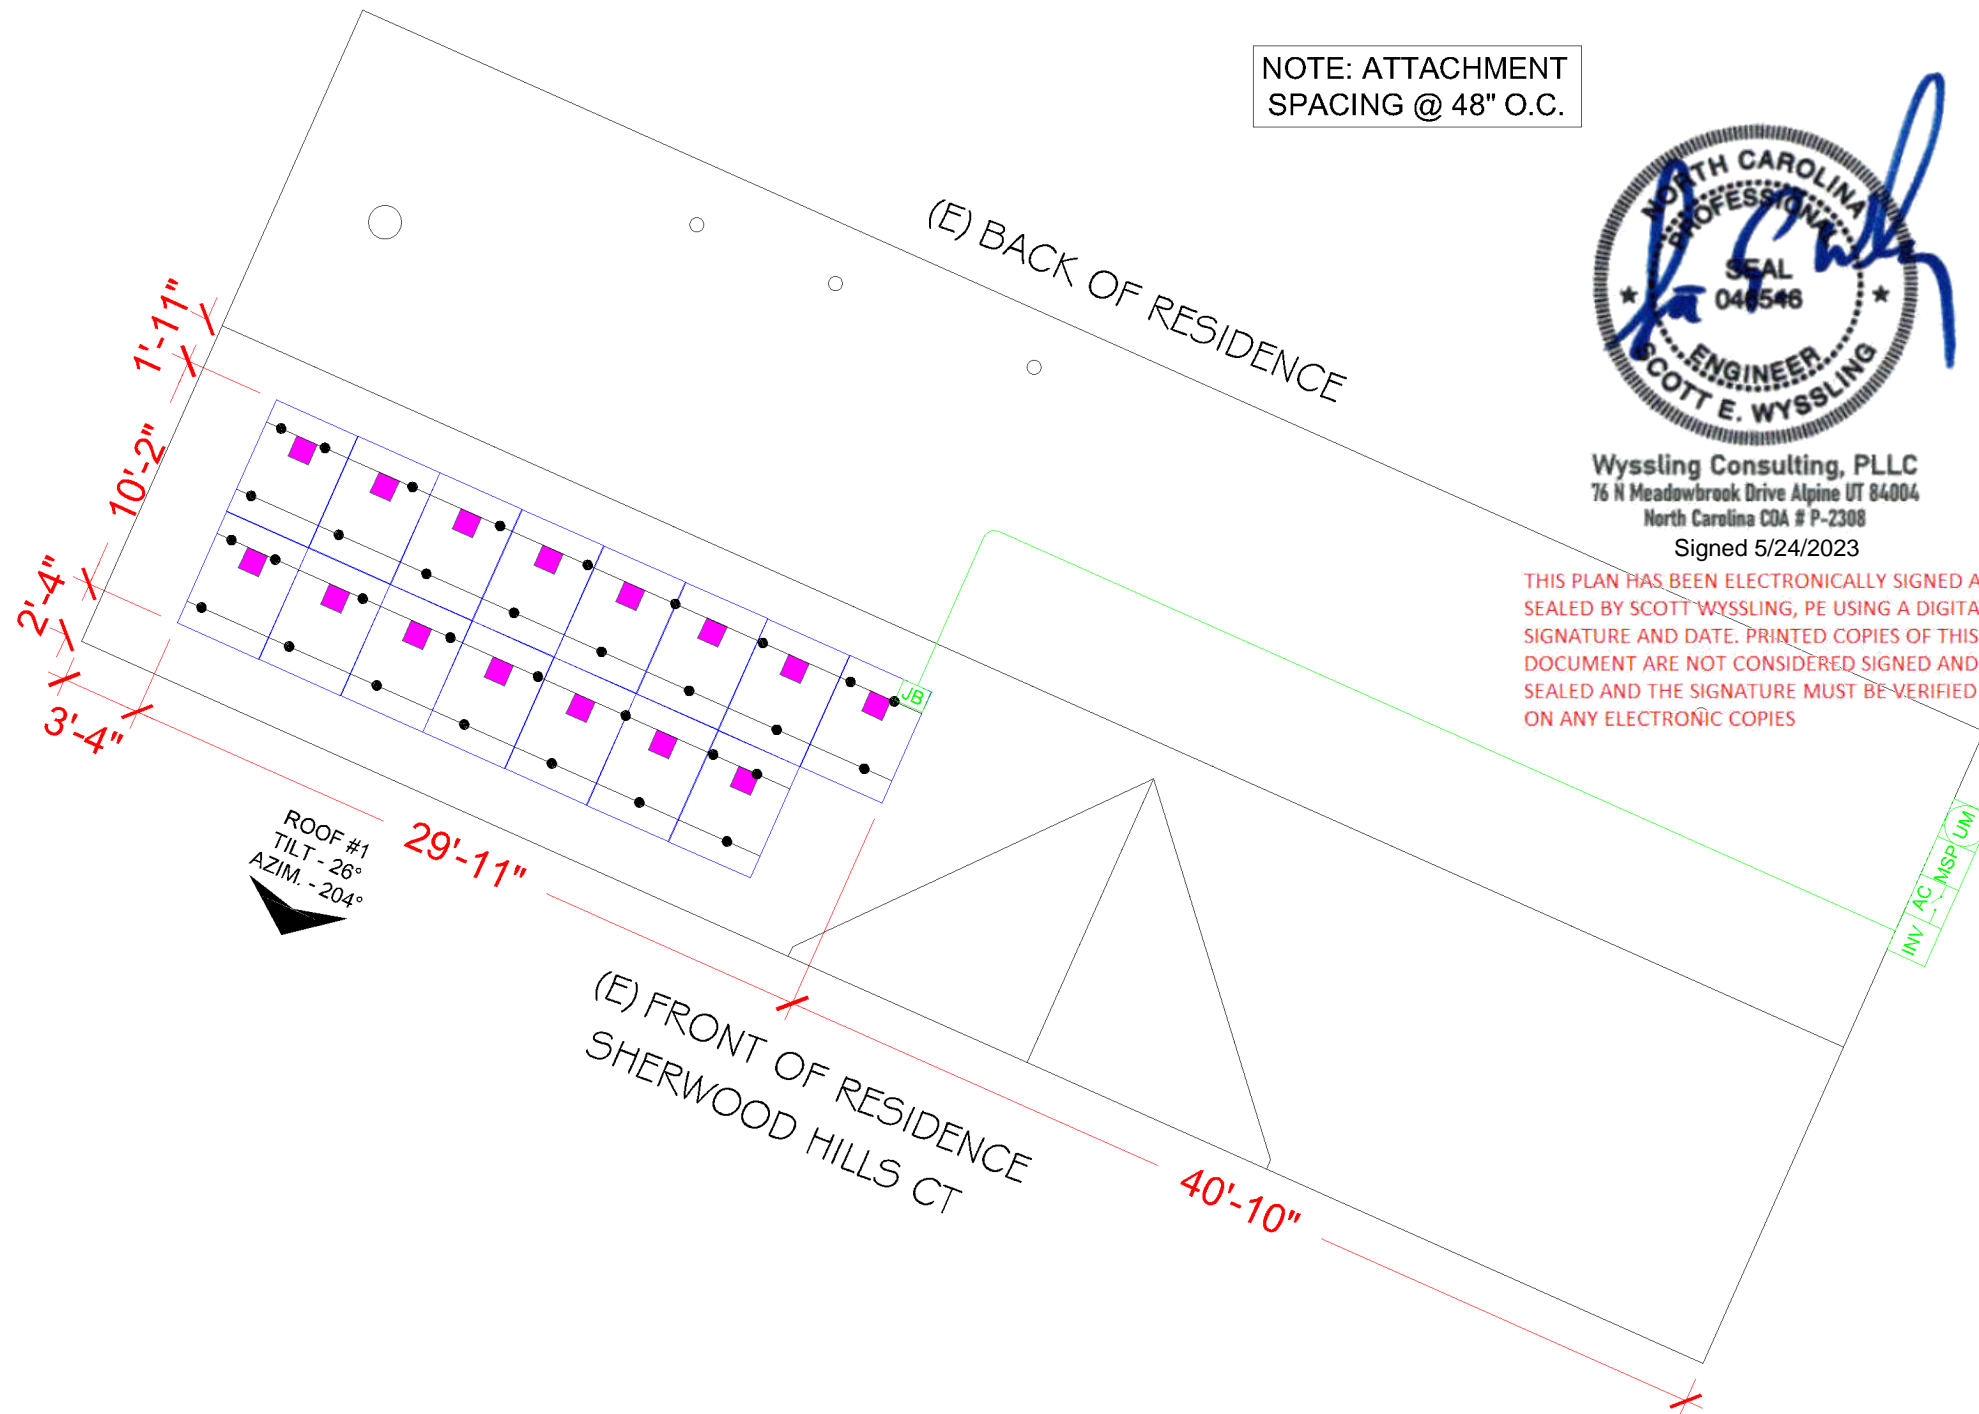 NOTE: ATTACHMENT
SPACING @ 48" O.C.
NORTH CAROLINA
PROFESSIONAL
SEAL
046546
ENGINEER
SCOTT E. WYSSLING
Wyssling Consulting, PLLC
76 N Meadowbrook Drive Alpine UT 84004
North Carolina COA # P-2308
Signed 5/24/2023
THIS PLAN HAS BEEN ELECTRONICALLY SIGNED A
SEALED BY SCOTT WYSSLING, PE USING A DIGITA
SIGNATURE AND DATE. PRINTED COPIES OF THIS
DOCUMENT ARE NOT CONSIDERED SIGNED AND
SEALED AND THE SIGNATURE MUST BE VERIFIED
ON ANY ELECTRONIC COPIES
(E) BACK OF RESIDENCE
1'-11"
10'-2"
2'-4"
3'-4"
29'-11"
40'-10"
JB
UM
MSP
AC
INV
ROOF #1
TILT - 26°
AZIM. - 204°
(E) FRONT OF RESIDENCE
SHERWOOD HILLS CT